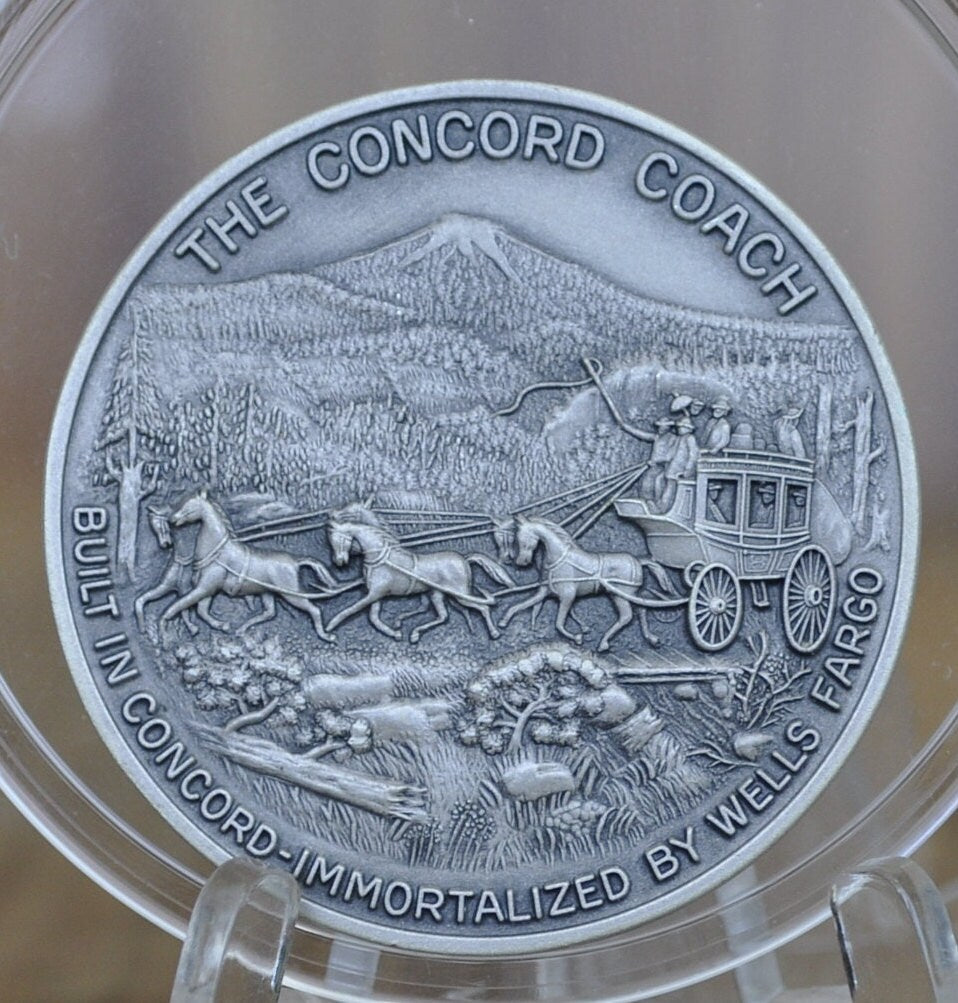 THE CONCORD COACH
BUILT IN CONCORD-IMMORTALIZED BY WELLS FARGO